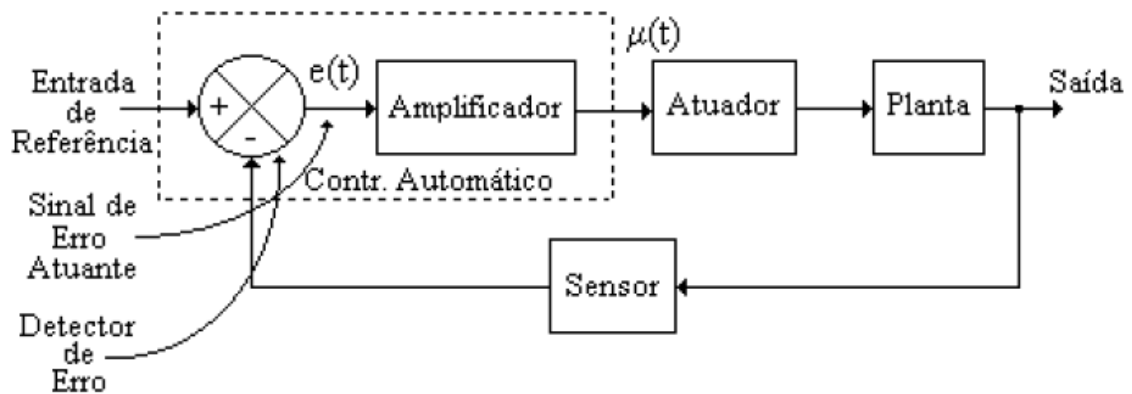 μ(t)
e(t)
Entrada
de
Referência
+
-
Amplificador
Atuador
Planta
Saída
Contr. Automático
Sinal de
Erro
Atuante
Sensor
Detector
de
Erro